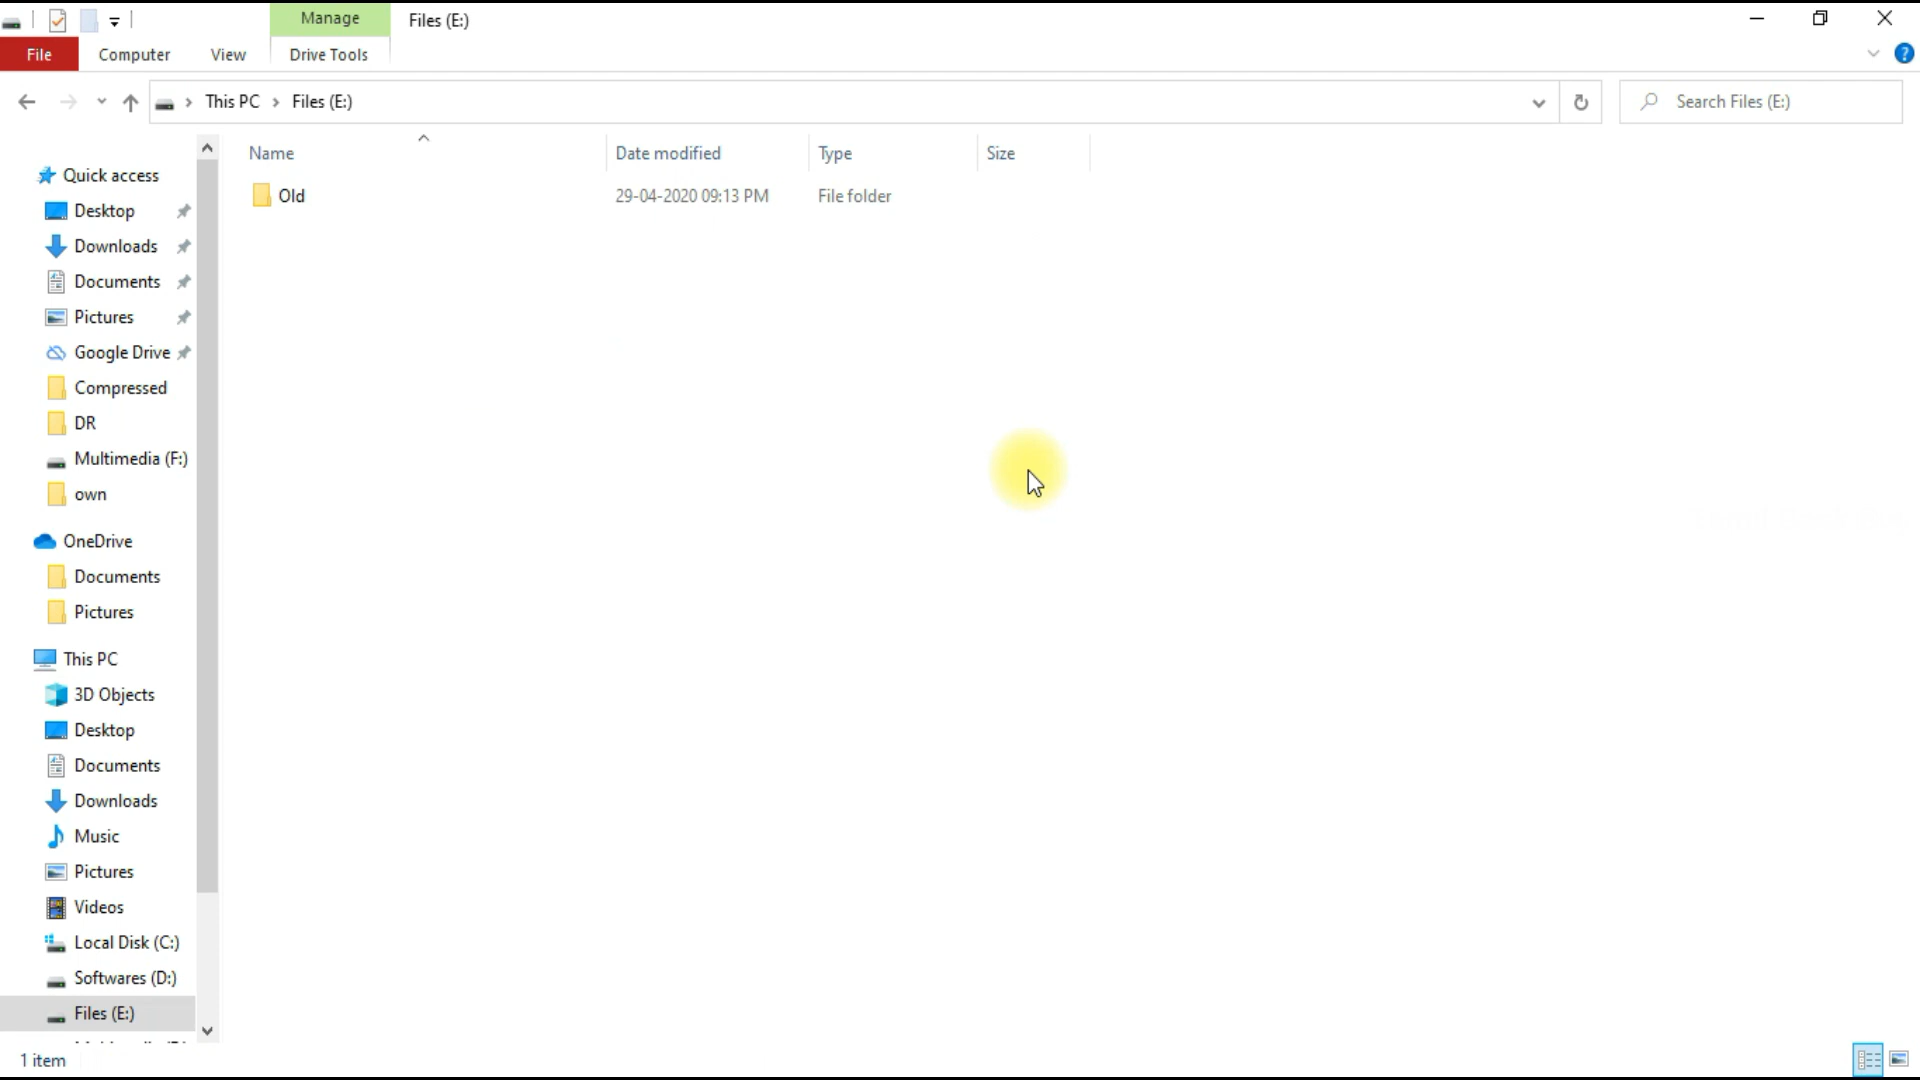 Manage Files (E:)
File Computer View Drive Tools
This PC Files (E:) Search Files (E:)
Name Date modified Type Size
Old 29-04-2020 09:13 PM File folder
Quick access
Desktop
Downloads
Documents
Pictures
Google Drive
Compressed
DR
Multimedia (F:)
own
OneDrive
Documents
Pictures
This PC
3D Objects
Desktop
Documents
Downloads
Music
Pictures
Videos
Local Disk (C:)
Softwares (D:)
Files (E:)
1 item